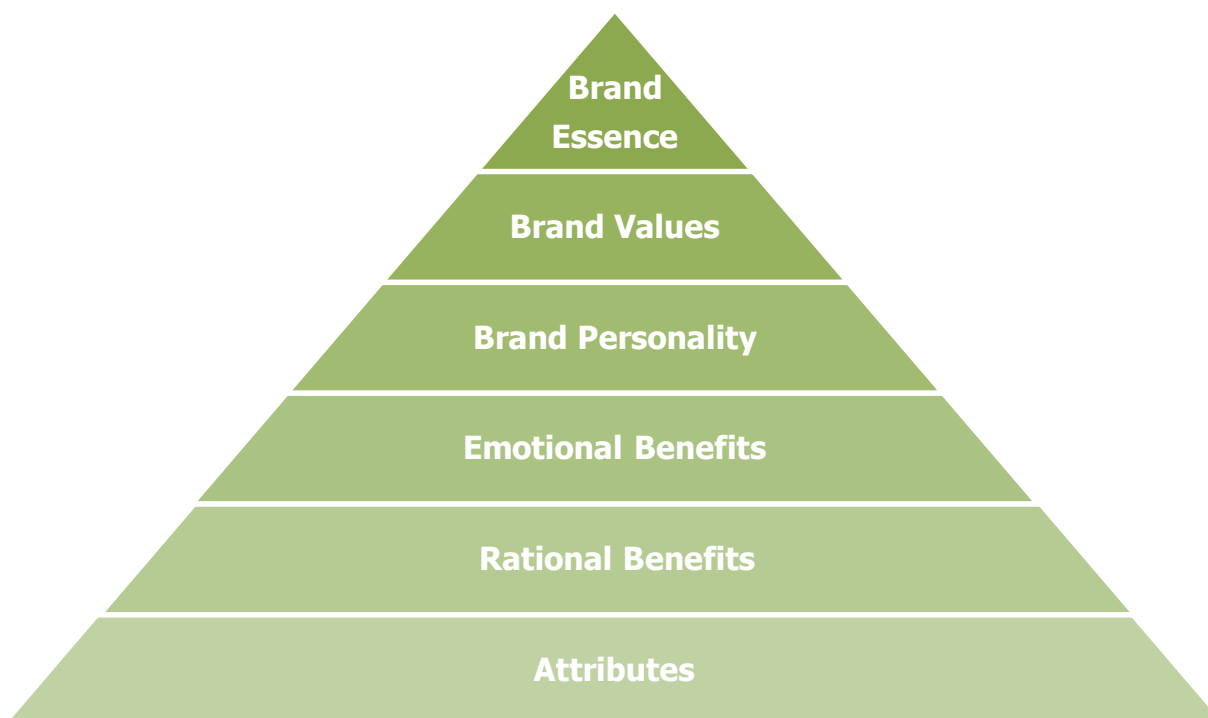 Brand
Essence
Brand Values
Brand Personality
Emotional Benefits
Rational Benefits
Attributes